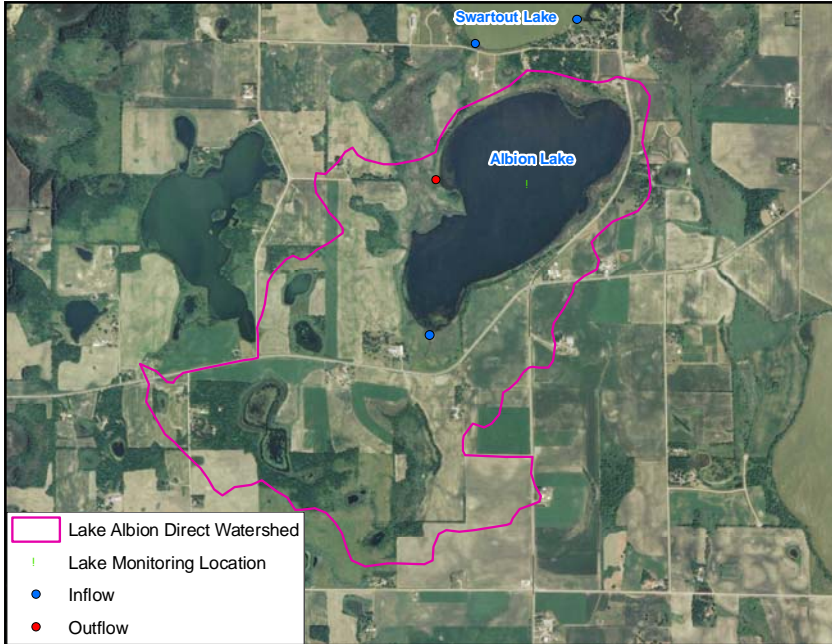 Swartout Lake
Albion Lake
Lake Albion Direct Watershed
Lake Monitoring Location
Inflow
Outflow